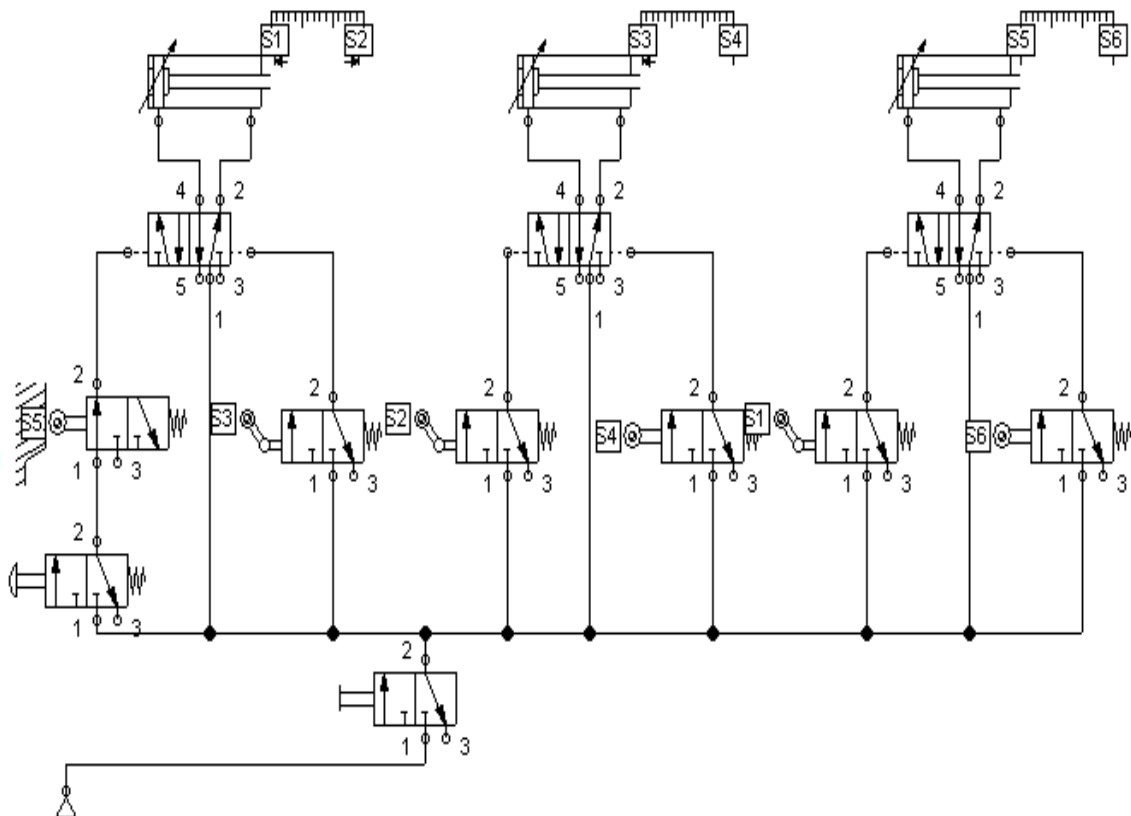 S1 S2 S3 S4 S5 S6
4 2 4 2 4 2
5 3 5 3 5 3
1 1 1
2 2 2 2 2 2
S5 S3 S2 S4 S1 S6
1 3 1 3 1 3 1 3 1 3 1 3
2
1 3
2
1 3